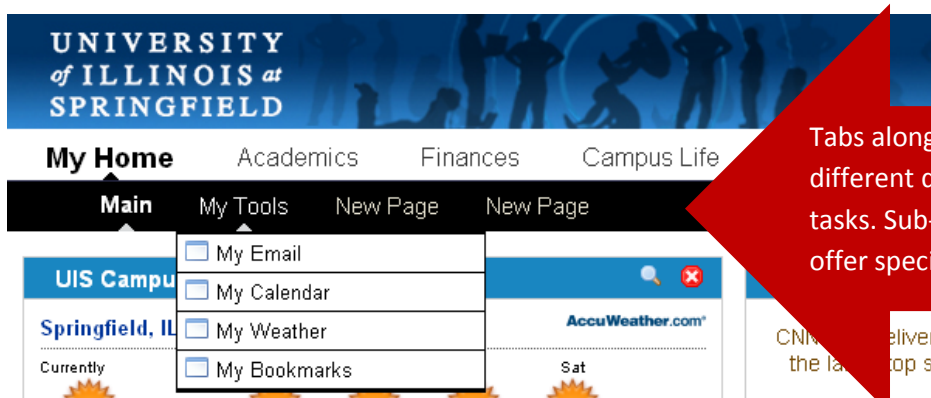 UNIVERSITY
of ILLINOIS at
SPRINGFIELD
My Home Academics Finances Campus Life
Main My Tools New Page New Page
My Email
My Calendar
My Weather
My Bookmarks
UIS Campu
Springfield, IL
AccuWeather.com
Currently
Sat
Tabs along
different
tasks. Sub-
offer speci
CNN
the top s